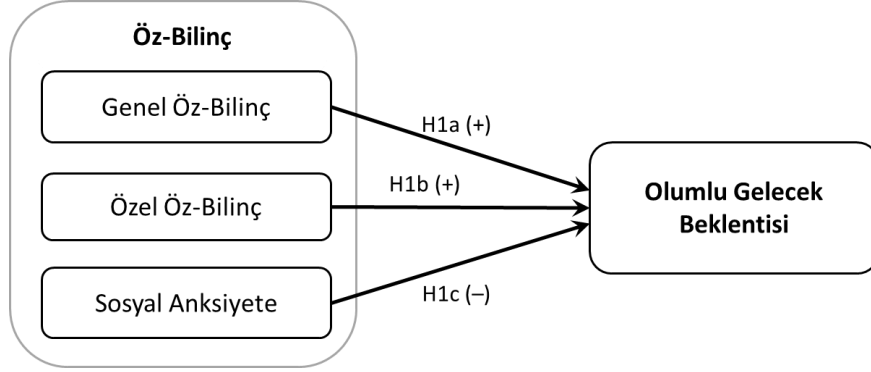 Öz-Bilinç
Genel Öz-Bilinç
H1a (+)
Özel Öz-Bilinç
H1b (+)
Sosyal Anksiyete
H1c (–)
Olumlu Gelecek
Beklentisi